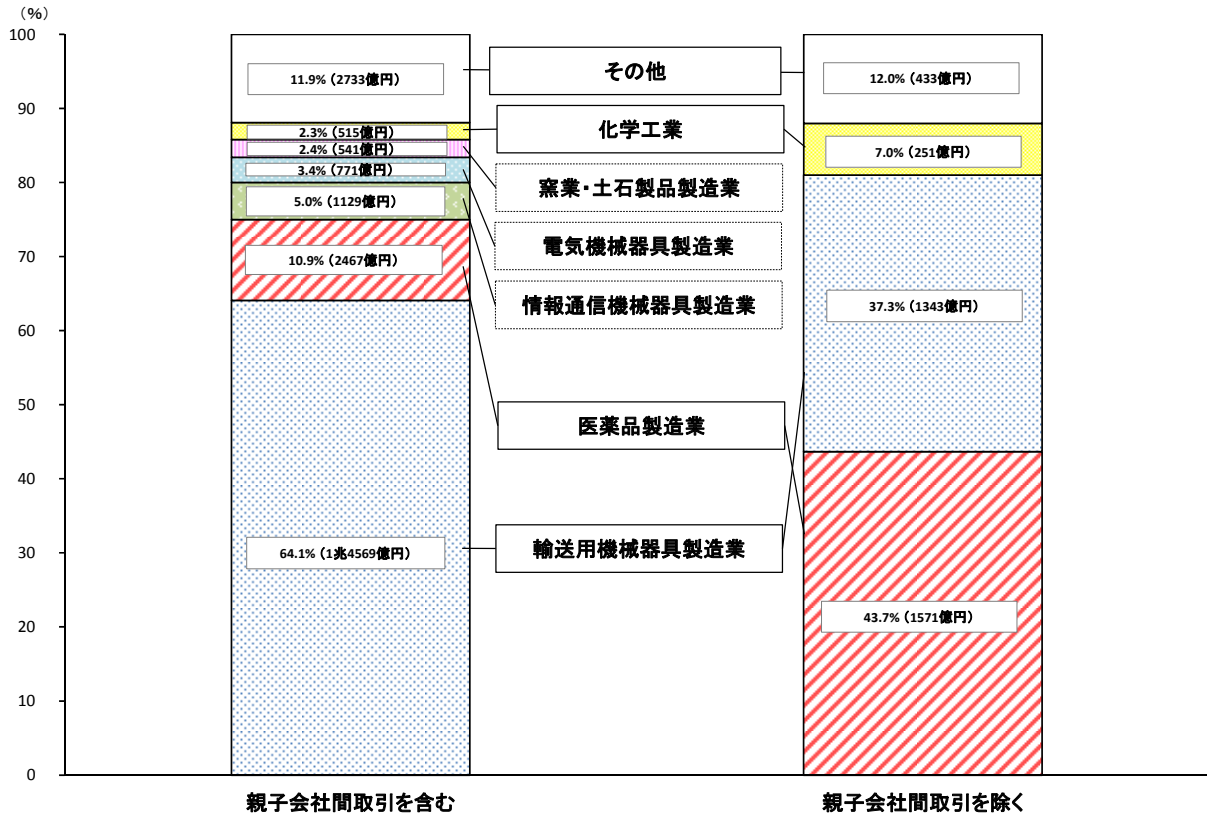 (%)
100
90
80
70
60
50
40
30
20
10
0
11.9% (2733億円)
2.3% (515億円)
2.4% (541億円)
3.4% (771億円)
5.0% (1129億円)
10.9% (2467億円)
64.1% (1兆4569億円)
その他
化学工業
窯業・土石製品製造業
電気機械器具製造業
情報通信機械器具製造業
医薬品製造業
輸送用機械器具製造業
12.0% (433億円)
7.0% (251億円)
37.3% (1343億円)
43.7% (1571億円)
親子会社間取引を含む
親子会社間取引を除く